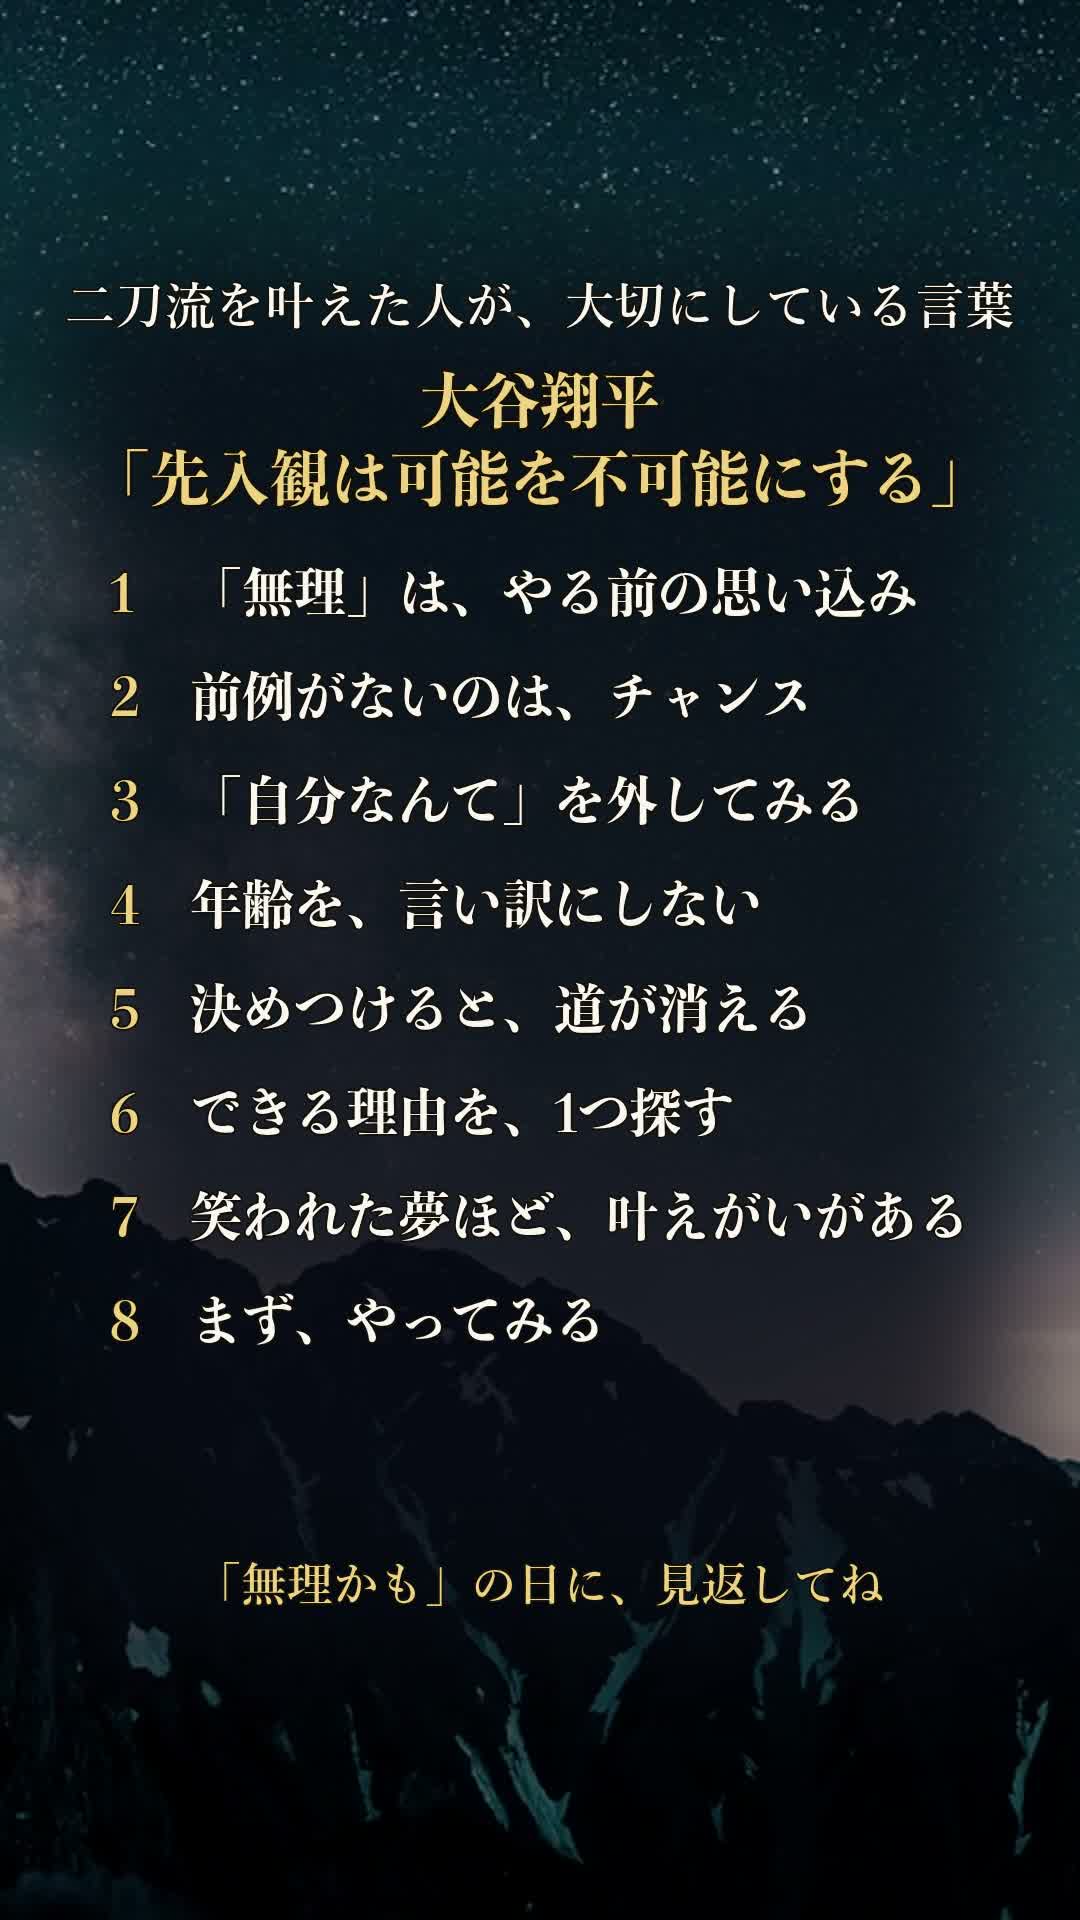 二刀流を叶えた人が、大切にしている言葉
大谷翔平
「先入観は可能を不可能にする」
1 「無理」は、やる前の思い込み
2 前例がないのは、チャンス
3 「自分なんて」を外してみる
4 年齢を、言い訳にしない
5 決めつけると、道が消える
6 できる理由を、1つ探す
7 笑われた夢ほど、叶えがいがある
8 まず、やってみる
「無理かも」の日に、見返してね